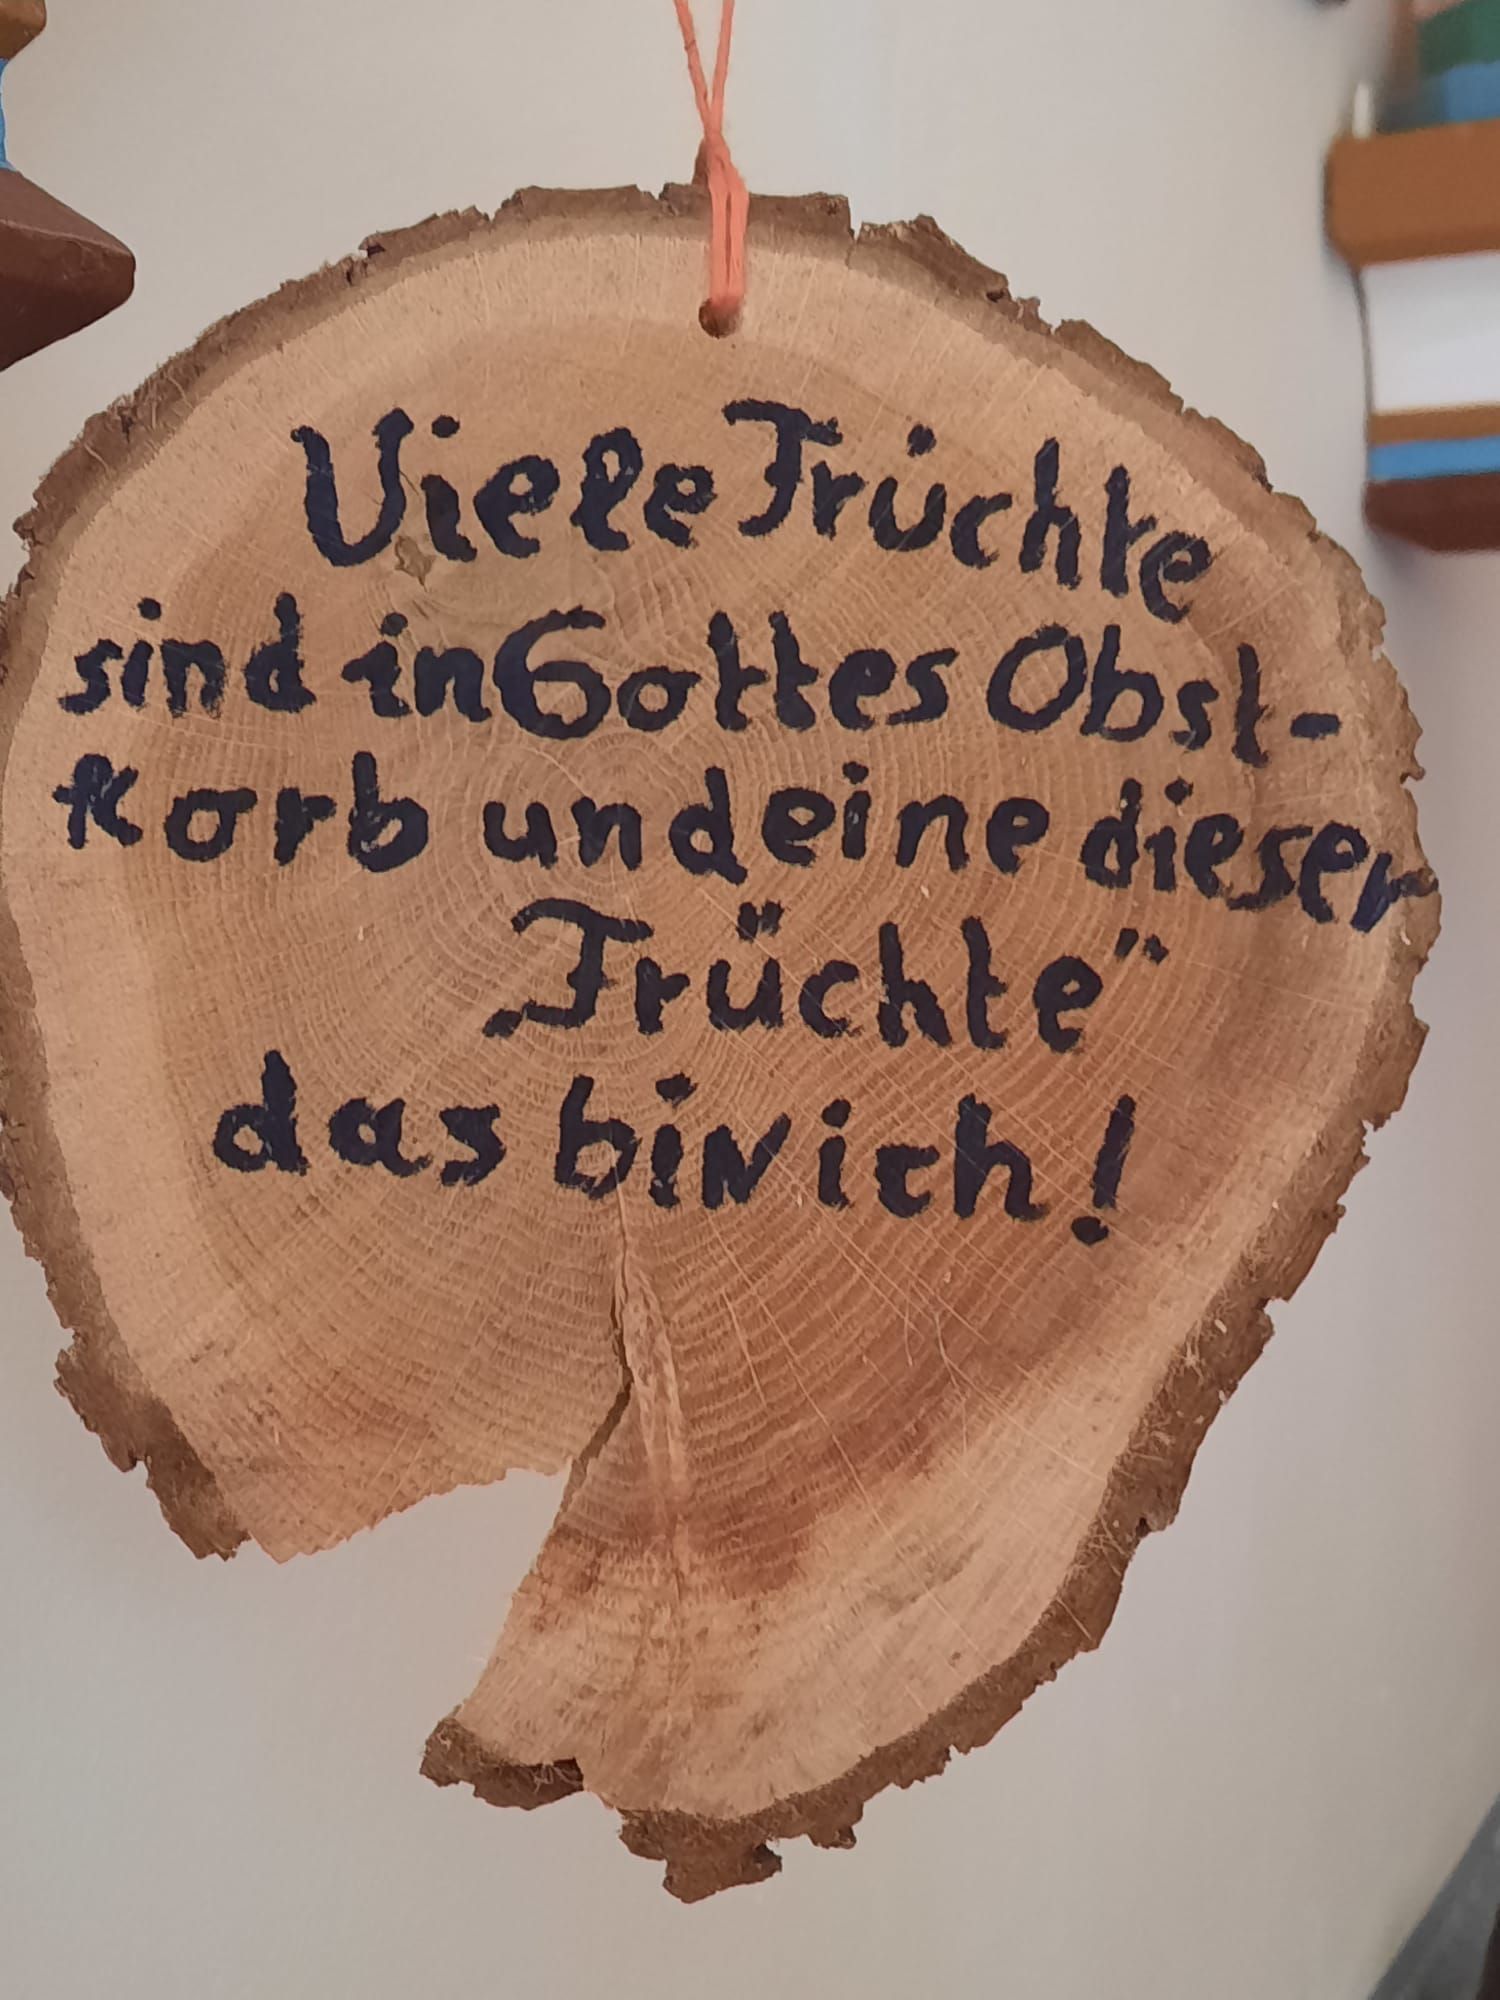 Viele Früchte
sind in Gottes Obst-
Korb und eine dieser
„Früchte"
das bin ich!